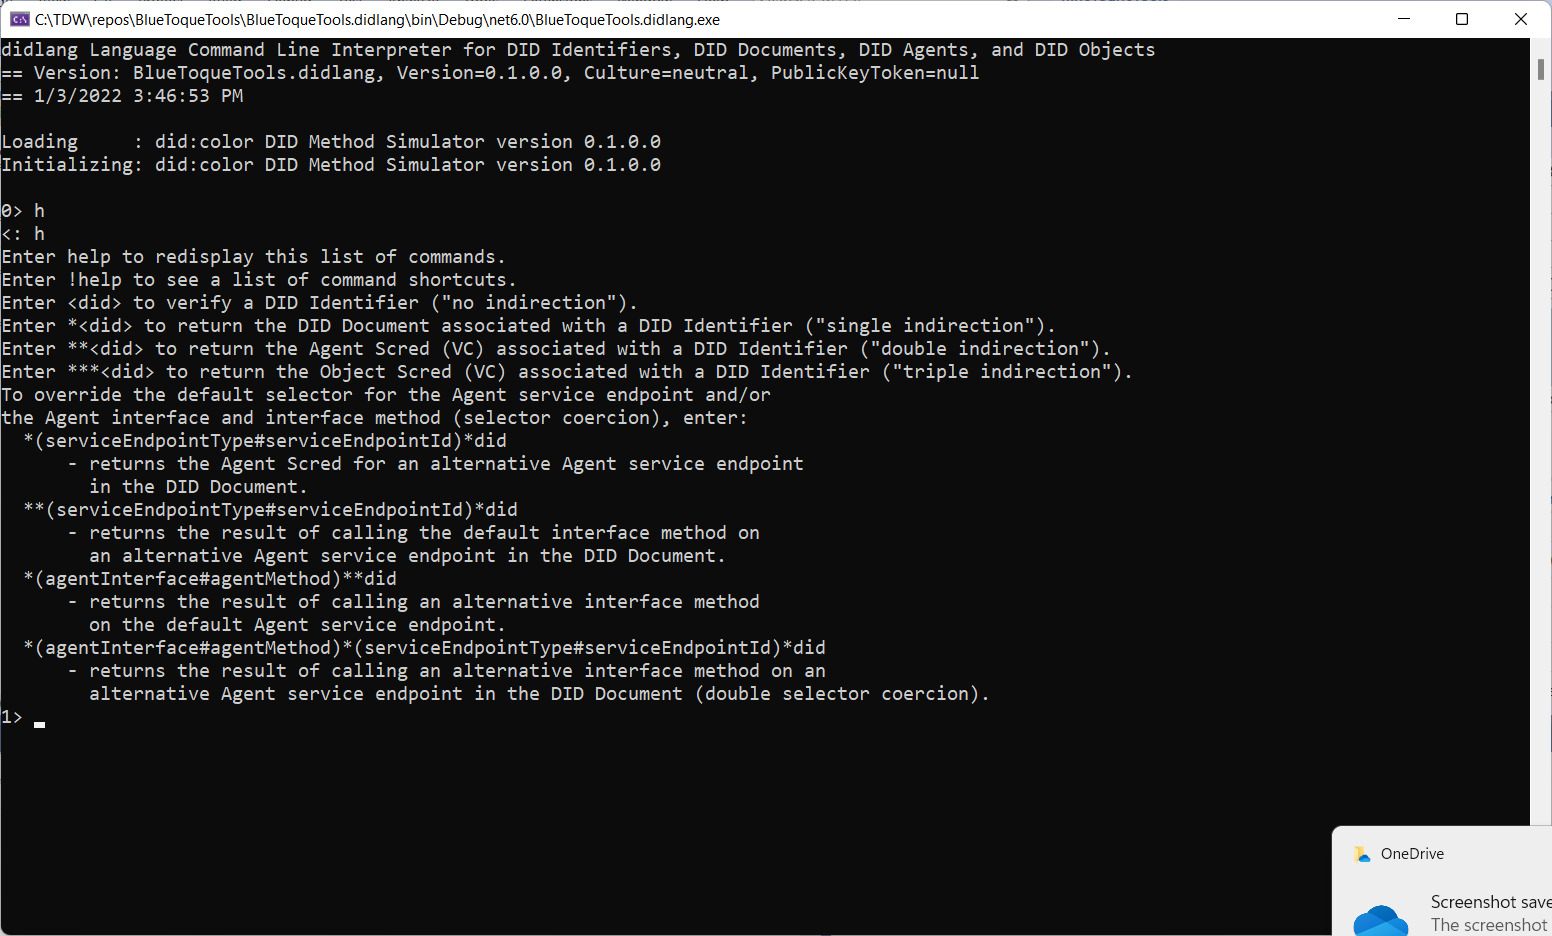 C:\TDW\repos\BlueToqueTools\BlueToqueTools.didlang\bin\Debug\net6.0\BlueToqueTools.didlang.exe
didlang Language Command Line Interpreter for DID Identifiers, DID Documents, DID Agents, and DID Objects
== Version: BlueToqueTools.didlang, Version=0.1.0.0, Culture=neutral, PublicKeyToken=null
== 1/3/2022 3:46:53 PM
Loading     : did:color DID Method Simulator version 0.1.0.0
Initializing: did:color DID Method Simulator version 0.1.0.0
0> h
<: h
Enter help to redisplay this list of commands.
Enter !help to see a list of command shortcuts.
Enter <did> to verify a DID Identifier ("no indirection").
Enter *<did> to return the DID Document associated with a DID Identifier ("single indirection").
Enter **<did> to return the Agent Scred (VC) associated with a DID Identifier ("double indirection").
Enter ***<did> to return the Object Scred (VC) associated with a DID Identifier ("triple indirection").
To override the default selector for the Agent service endpoint and/or
the Agent interface and interface method (selector coercion), enter:
  *(serviceEndpointType#serviceEndpointId)*did
      - returns the Agent Scred for an alternative Agent service endpoint
        in the DID Document.
  **(serviceEndpointType#serviceEndpointId)*did
      - returns the result of calling the default interface method on
        an alternative Agent service endpoint in the DID Document.
  *(agentInterface#agentMethod)**did
      - returns the result of calling an alternative interface method
        on the default Agent service endpoint.
  *(agentInterface#agentMethod)*(serviceEndpointType#serviceEndpointId)*did
      - returns the result of calling an alternative interface method on an
        alternative Agent service endpoint in the DID Document (double selector coercion).
1>
OneDrive
Screenshot save
The screenshot